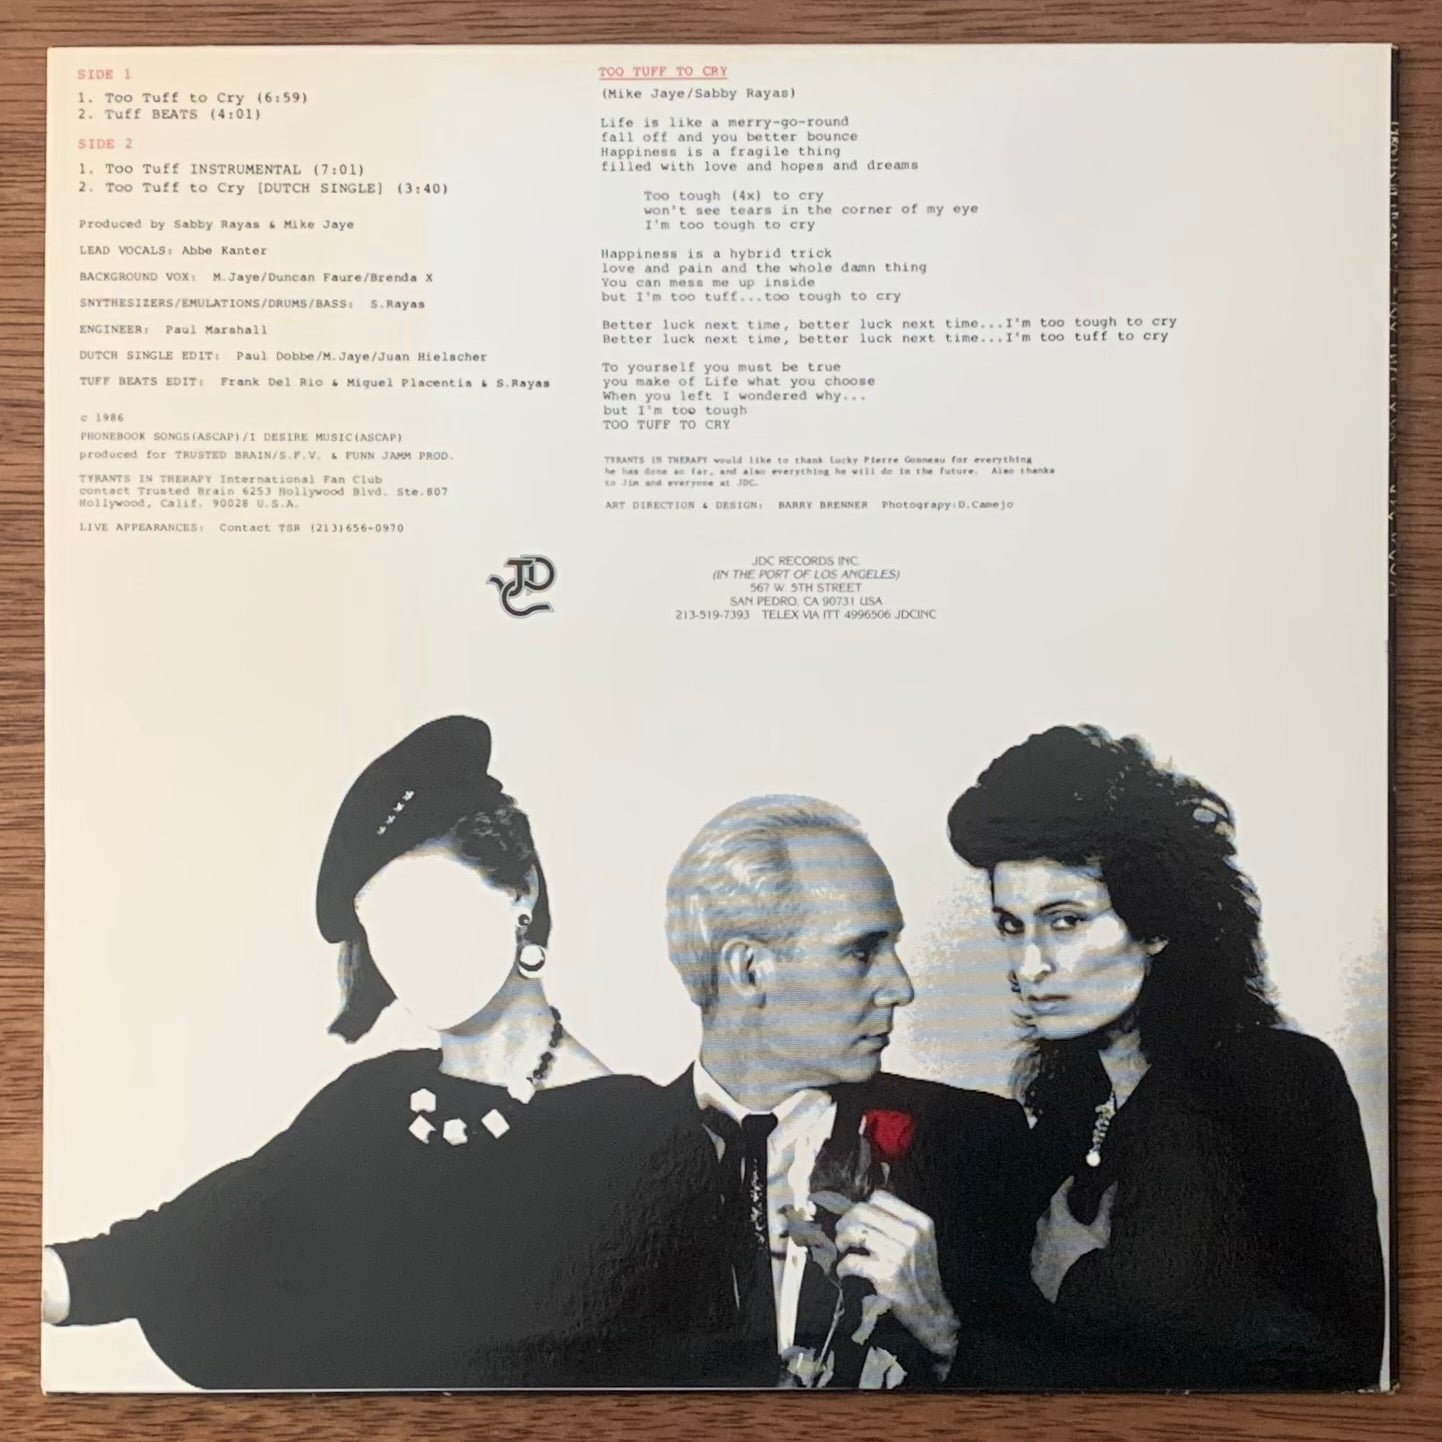 SIDE 1
1. Too Tuff to Cry (6:59)
2. Tuff BEATS (4:01)
SIDE 2
1. Too Tuff INSTRUMENTAL (7:01)
2. Too Tuff to Cry [DUTCH SINGLE] (3:40)
Produced by Sabby Rayas & Mike Jaye
LEAD VOCALS: Abbe Kanter
BACKGROUND VOX: M.Jaye/Duncan Faure/Brenda X
SNYTHESIZERS/EMULATIONS/DRUMS/BASS: S.Rayas
ENGINEER: Paul Marshall
DUTCH SINGLE EDIT: Paul Dobbe/M.Jaye/Juan Hielscher
TUFF BEATS EDIT: Frank Del Rio & Miguel Placentia & S.Rayas
c 1986
PHONEBOOK SONGS(ASCAP)/I DESIRE MUSIC(ASCAP)
produced for TRUSTED BRAIN/S.F.V. & FUNN JAMM PROD.
TYRANTS IN THERAPY International Fan Club
contact Trusted Brain 6253 Hollywood Blvd. Ste.807
Hollywood, Calif. 90028 U.S.A.
LIVE APPEARANCES: Contact TSR (213)656-0970
TOO TUFF TO CRY
(Mike Jaye/Sabby Rayas)
Life is like a merry-go-round
fall off and you better bounce
Happiness is a fragile thing
filled with love and hopes and dreams
Too tough (4x) to cry
won't see tears in the corner of my eye
I'm too tough to cry
Happiness is a hybrid trick
love and pain and the whole damn thing
You can mess me up inside
but I'm too tuff...too tough to cry
Better luck next time, better luck next time...I'm too tough to cry
Better luck next time, better luck next time...I'm too tuff to cry
To yourself you must be true
you make of Life what you choose
When you left I wondered why...
but I'm too tough
TOO TUFF TO CRY
TYRANTS IN THERAPY would like to thank Lucky Pierre Gonneau for everything
he has done so far, and also everything he will do in the future. Also thanks
to Jim and everyone at JDC.
ART DIRECTION & DESIGN: BARRY BRENNER Photograpy:D.Camejo
JDC
JDC RECORDS INC.
(IN THE PORT OF LOS ANGELES)
567 W. 5TH STREET
SAN PEDRO, CA 90731 USA
213-519-7393 TELEX VIA ITT 4996506 JDCINC